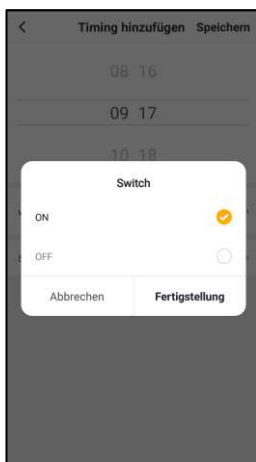 Timing hinzufügen Speichern
08 16
09 17
10 18
Switch
ON
OFF
Abbrechen Fertigstellung